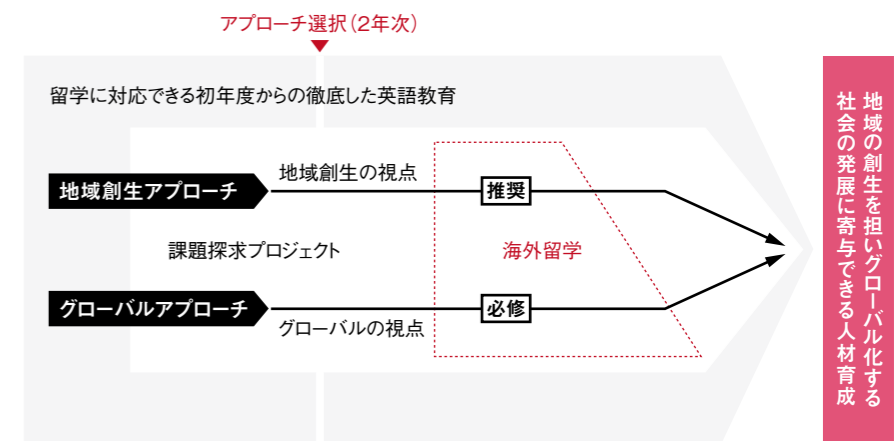 アプローチ選択（2年次）
留学に対応できる初年度からの徹底した英語教育
地域創生アプローチ
地域創生の視点
推奨
課題探求プロジェクト
海外留学
グローバルアプローチ
グローバルの視点
必修
地域の創生を担いグローバル化する
社会の発展に寄与できる人材育成